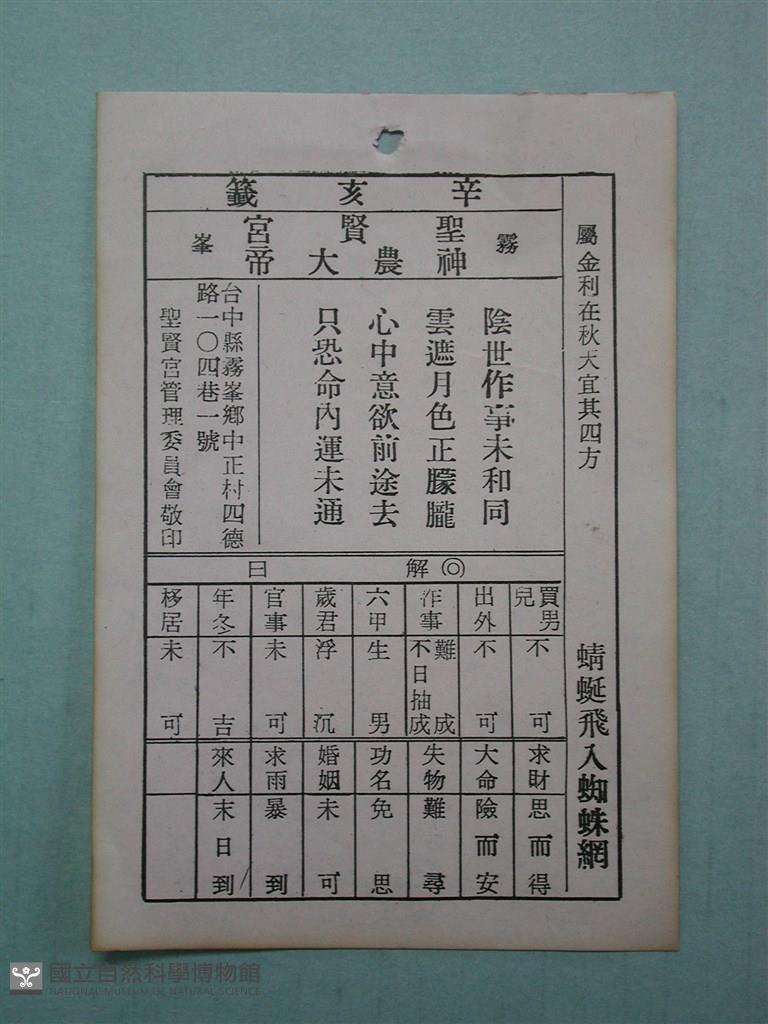 辛亥籤
霧 聖賢宮 峯
神農大帝
屬金利在秋天宜其四方
蜻蜓飛入蜘蛛網
陰世作事未和同
雲遮月色正朦朧
心中意欲前途去
只恐命內運未通
台中縣霧峯鄉中正村四德
路一〇四巷一號
聖賢宮管理委員會敬印
◎解曰
買男兒 不可
出外 不可
作事 難成 不日抽成
六甲 生男
歲君 浮沉
官事 未可
年冬 不吉
移居 未可
求財 思而得
大命 險而安
失物 難尋
功名 免思
婚姻 未可
求雨 暴到
來人 末日到
國立自然科學博物館
NATIONAL MUSEUM OF NATURAL SCIENCE